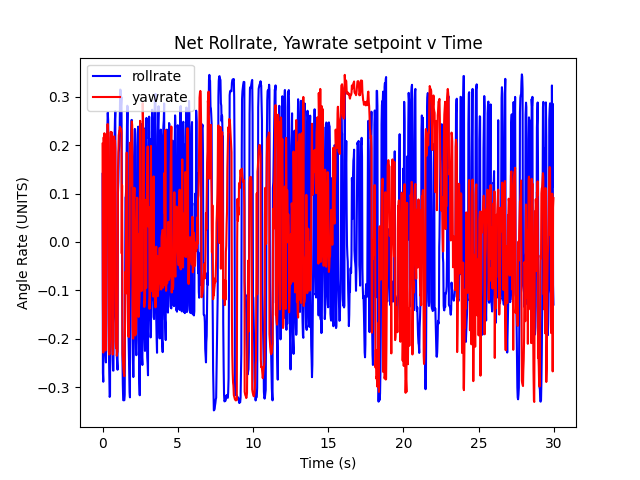 Net Rollrate, Yawrate setpoint v Time
rollrate
yawrate
Angle Rate (UNITS)
0.3
0.2
0.1
0.0
−0.1
−0.2
−0.3
0 5 10 15 20 25 30
Time (s)